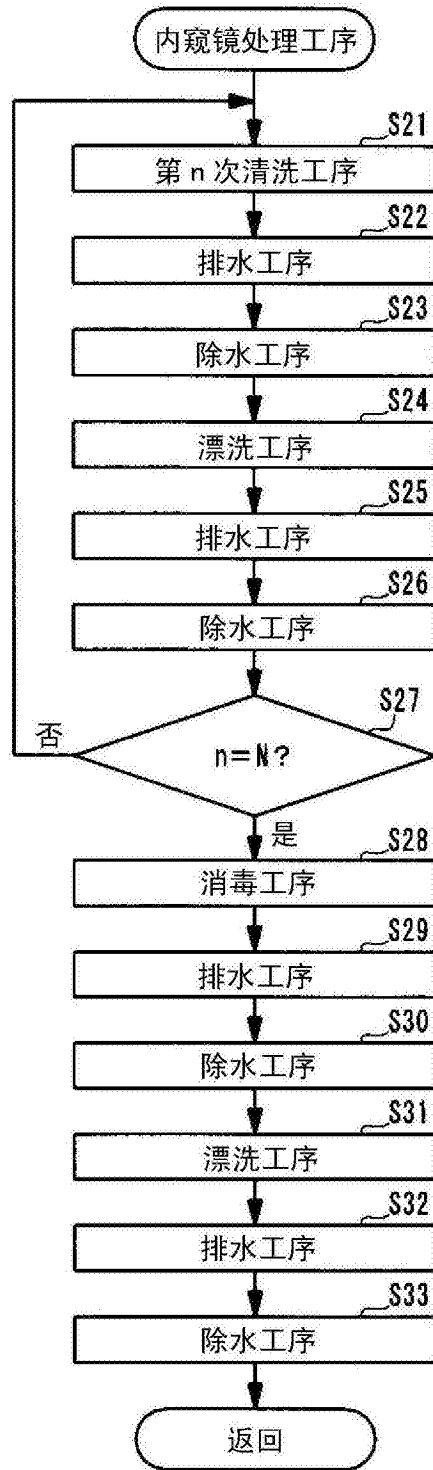 内窥镜处理工序
S21
第n次清洗工序
S22
排水工序
S23
除水工序
S24
漂洗工序
S25
排水工序
S26
除水工序
S27
n=N?
否
是
S28
消毒工序
S29
排水工序
S30
除水工序
S31
漂洗工序
S32
排水工序
S33
除水工序
返回